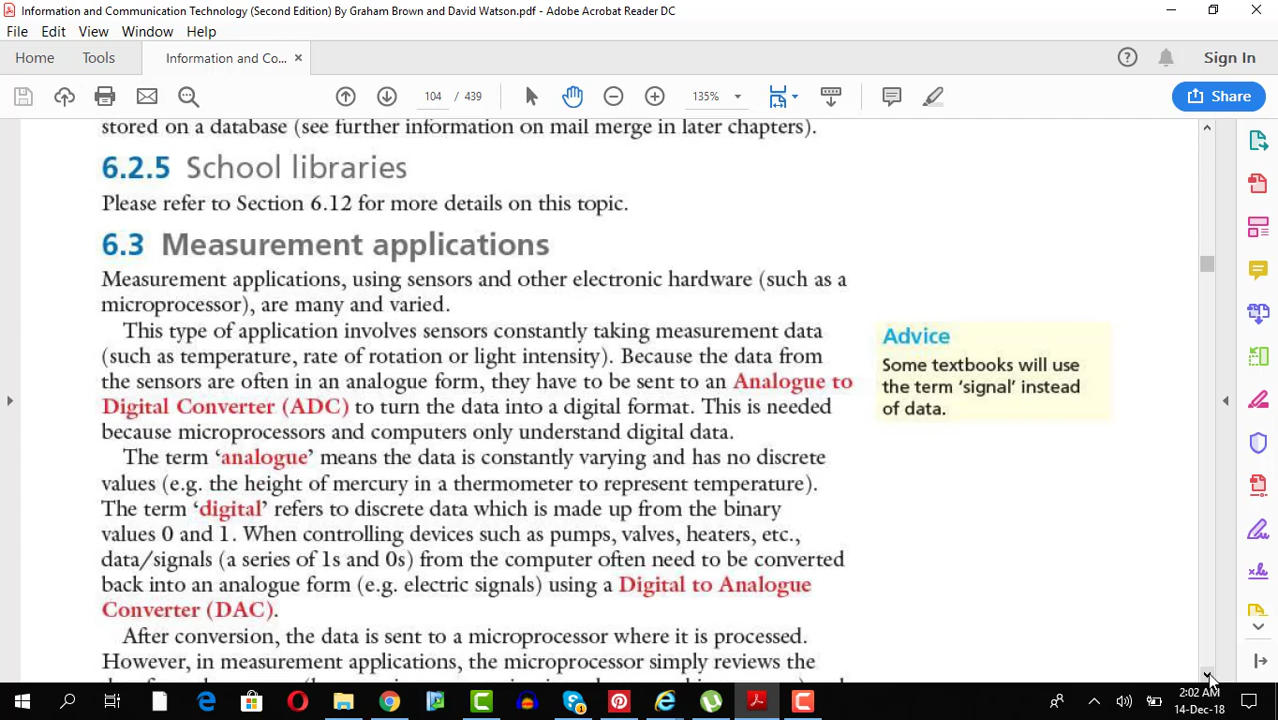 Information and Communication Technology (Second Edition) By Graham Brown and David Watson.pdf - Adobe Acrobat Reader DC
File Edit View Window Help
Home Tools Information and Co... × Sign In
104 / 439 135% Share
stored on a database (see further information on mail merge in later chapters).
6.2.5 School libraries
Please refer to Section 6.12 for more details on this topic.
6.3 Measurement applications
Measurement applications, using sensors and other electronic hardware (such as a
microprocessor), are many and varied.
This type of application involves sensors constantly taking measurement data
(such as temperature, rate of rotation or light intensity). Because the data from
the sensors are often in an analogue form, they have to be sent to an Analogue to
Digital Converter (ADC) to turn the data into a digital format. This is needed
because microprocessors and computers only understand digital data.
The term ‘analogue’ means the data is constantly varying and has no discrete
values (e.g. the height of mercury in a thermometer to represent temperature).
The term ‘digital’ refers to discrete data which is made up from the binary
values 0 and 1. When controlling devices such as pumps, valves, heaters, etc.,
data/signals (a series of 1s and 0s) from the computer often need to be converted
back into an analogue form (e.g. electric signals) using a Digital to Analogue
Converter (DAC).
After conversion, the data is sent to a microprocessor where it is processed.
However, in measurement applications, the microprocessor simply reviews the
Advice
Some textbooks will use
the term ‘signal’ instead
of data.
2:02 AM
14-Dec-18